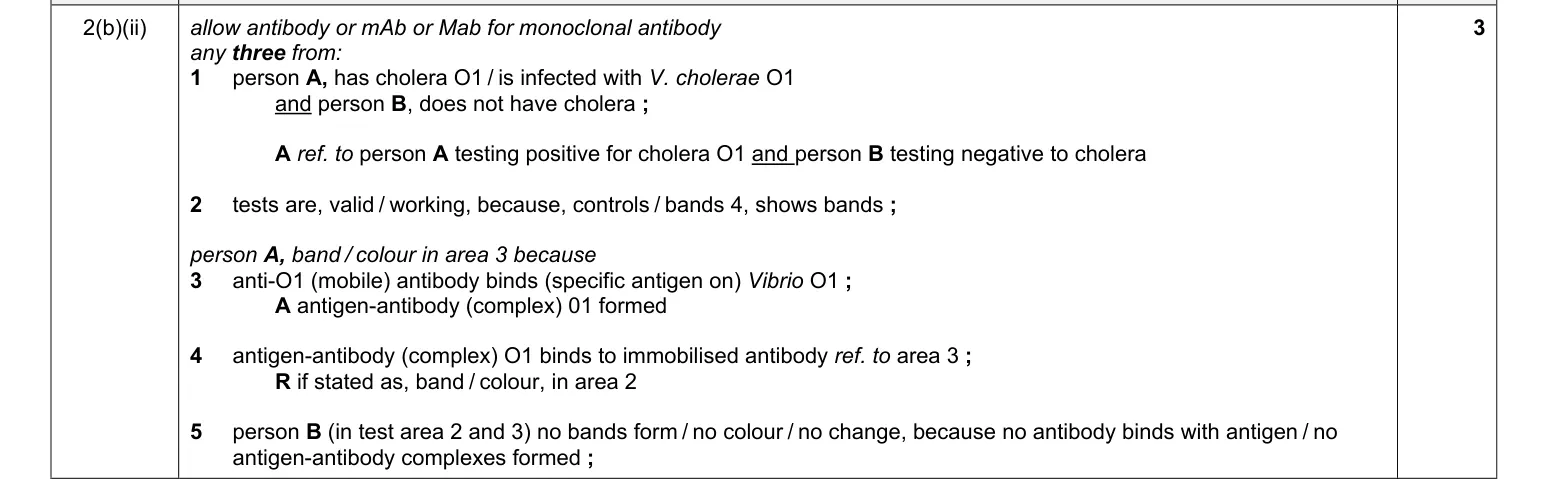 2(b)(ii)
allow antibody or mAb or Mab for monoclonal antibody
3
any three from:
1 person A, has cholera O1 / is infected with V. cholerae O1
and person B, does not have cholera ;
A ref. to person A testing positive for cholera O1 and person B testing negative to cholera
2 tests are, valid / working, because, controls / bands 4, shows bands ;
person A, band / colour in area 3 because
3 anti-O1 (mobile) antibody binds (specific antigen on) Vibrio O1 ;
A antigen-antibody (complex) 01 formed
4 antigen-antibody (complex) O1 binds to immobilised antibody ref. to area 3 ;
R if stated as, band / colour, in area 2
5 person B (in test area 2 and 3) no bands form / no colour / no change, because no antibody binds with antigen / no
antigen-antibody complexes formed ;